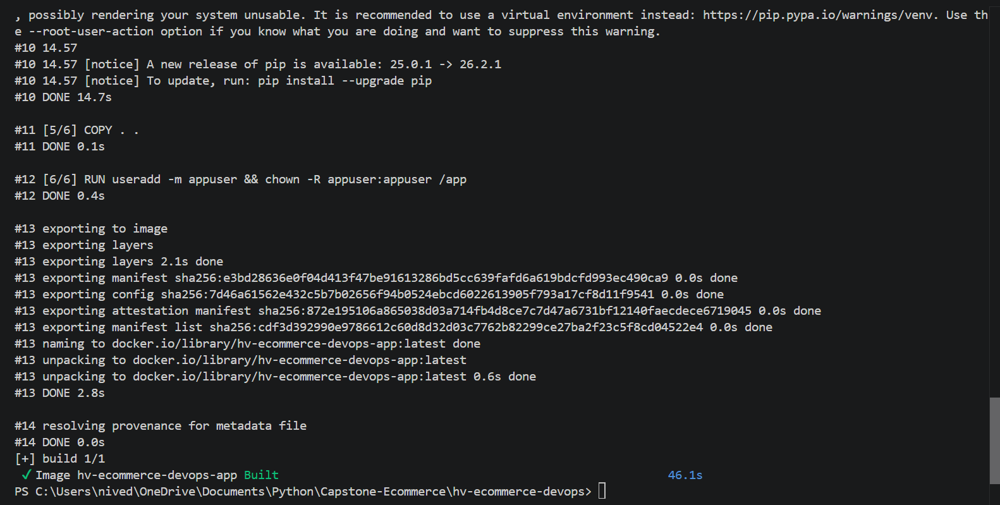 , possibly rendering your system unusable. It is recommended to use a virtual environment instead: https://pip.pypa.io/warnings/venv. Use th
e --root-user-action option if you know what you are doing and want to suppress this warning.
#10 14.57
#10 14.57 [notice] A new release of pip is available: 25.0.1 -> 26.2.1
#10 14.57 [notice] To update, run: pip install --upgrade pip
#10 DONE 14.7s
#11 [5/6] COPY . .
#11 DONE 0.1s
#12 [6/6] RUN useradd -m appuser && chown -R appuser:appuser /app
#12 DONE 0.4s
#13 exporting to image
#13 exporting layers
#13 exporting layers 2.1s done
#13 exporting manifest sha256:e3bd28636e0f04d413f47be91613286bd5cc639fafd6a619bdcfd993ec490ca9 0.0s done
#13 exporting config sha256:7d46a61562e432c5b7b02656f94b0524ebcd6022613905f793a17cf8d11f9541 0.0s done
#13 exporting attestation manifest sha256:872e195106a865038d03a714fb4d8ce7c7d47a6731bf12140faecdece6719045 0.0s done
#13 exporting manifest list sha256:cdf3d392990e9786612c60d8d32d03c7762b82299ce27ba2f23c5f8cd04522e4 0.0s done
#13 naming to docker.io/library/hv-ecommerce-devops-app:latest done
#13 unpacking to docker.io/library/hv-ecommerce-devops-app:latest
#13 unpacking to docker.io/library/hv-ecommerce-devops-app:latest 0.6s done
#13 DONE 2.8s
#14 resolving provenance for metadata file
#14 DONE 0.0s
[+] build 1/1
✓ Image hv-ecommerce-devops-app Built 46.1s
PS C:\Users\nived\OneDrive\Documents\Python\Capstone-Ecommerce\hv-ecommerce-devops>